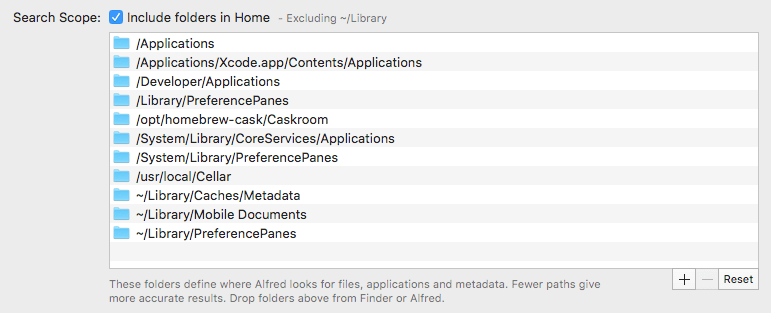 Search Scope: Include folders in Home - Excluding ~/Library
/Applications
/Applications/Xcode.app/Contents/Applications
/Developer/Applications
/Library/PreferencePanes
/opt/homebrew-cask/Caskroom
/System/Library/CoreServices/Applications
/System/Library/PreferencePanes
/usr/local/Cellar
~/Library/Caches/Metadata
~/Library/Mobile Documents
~/Library/PreferencePanes
+ − Reset
These folders define where Alfred looks for files, applications and metadata. Fewer paths give
more accurate results. Drop folders above from Finder or Alfred.